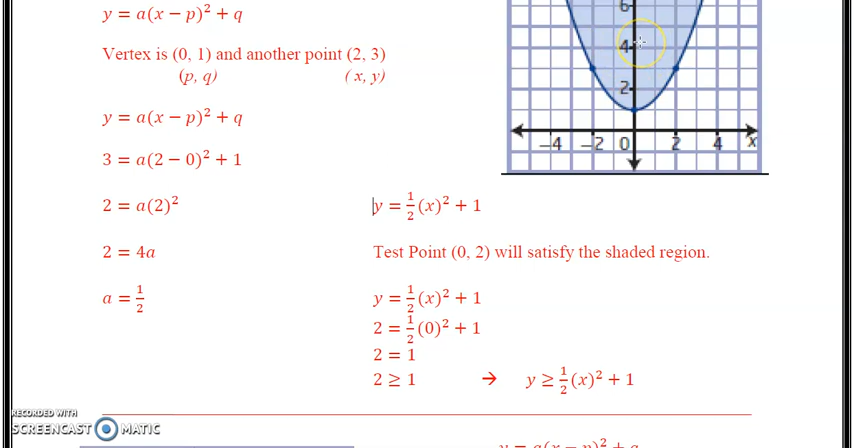 y = a(x − p)² + q
Vertex is (0, 1) and another point (2, 3)
(p, q) (x, y)
y = a(x − p)² + q
3 = a(2 − 0)² + 1
2 = a(2)²
2 = 4a
a = 1/2
6
4
2
−4 −2 0 2 4 x
y = 1/2(x)² + 1
Test Point (0, 2) will satisfy the shaded region.
y = 1/2(x)² + 1
2 = 1/2(0)² + 1
2 = 1
2 ≥ 1 → y ≥ 1/2(x)² + 1
RECORDED WITH
SCREENCAST MATIC
y = a(x − p)² + q